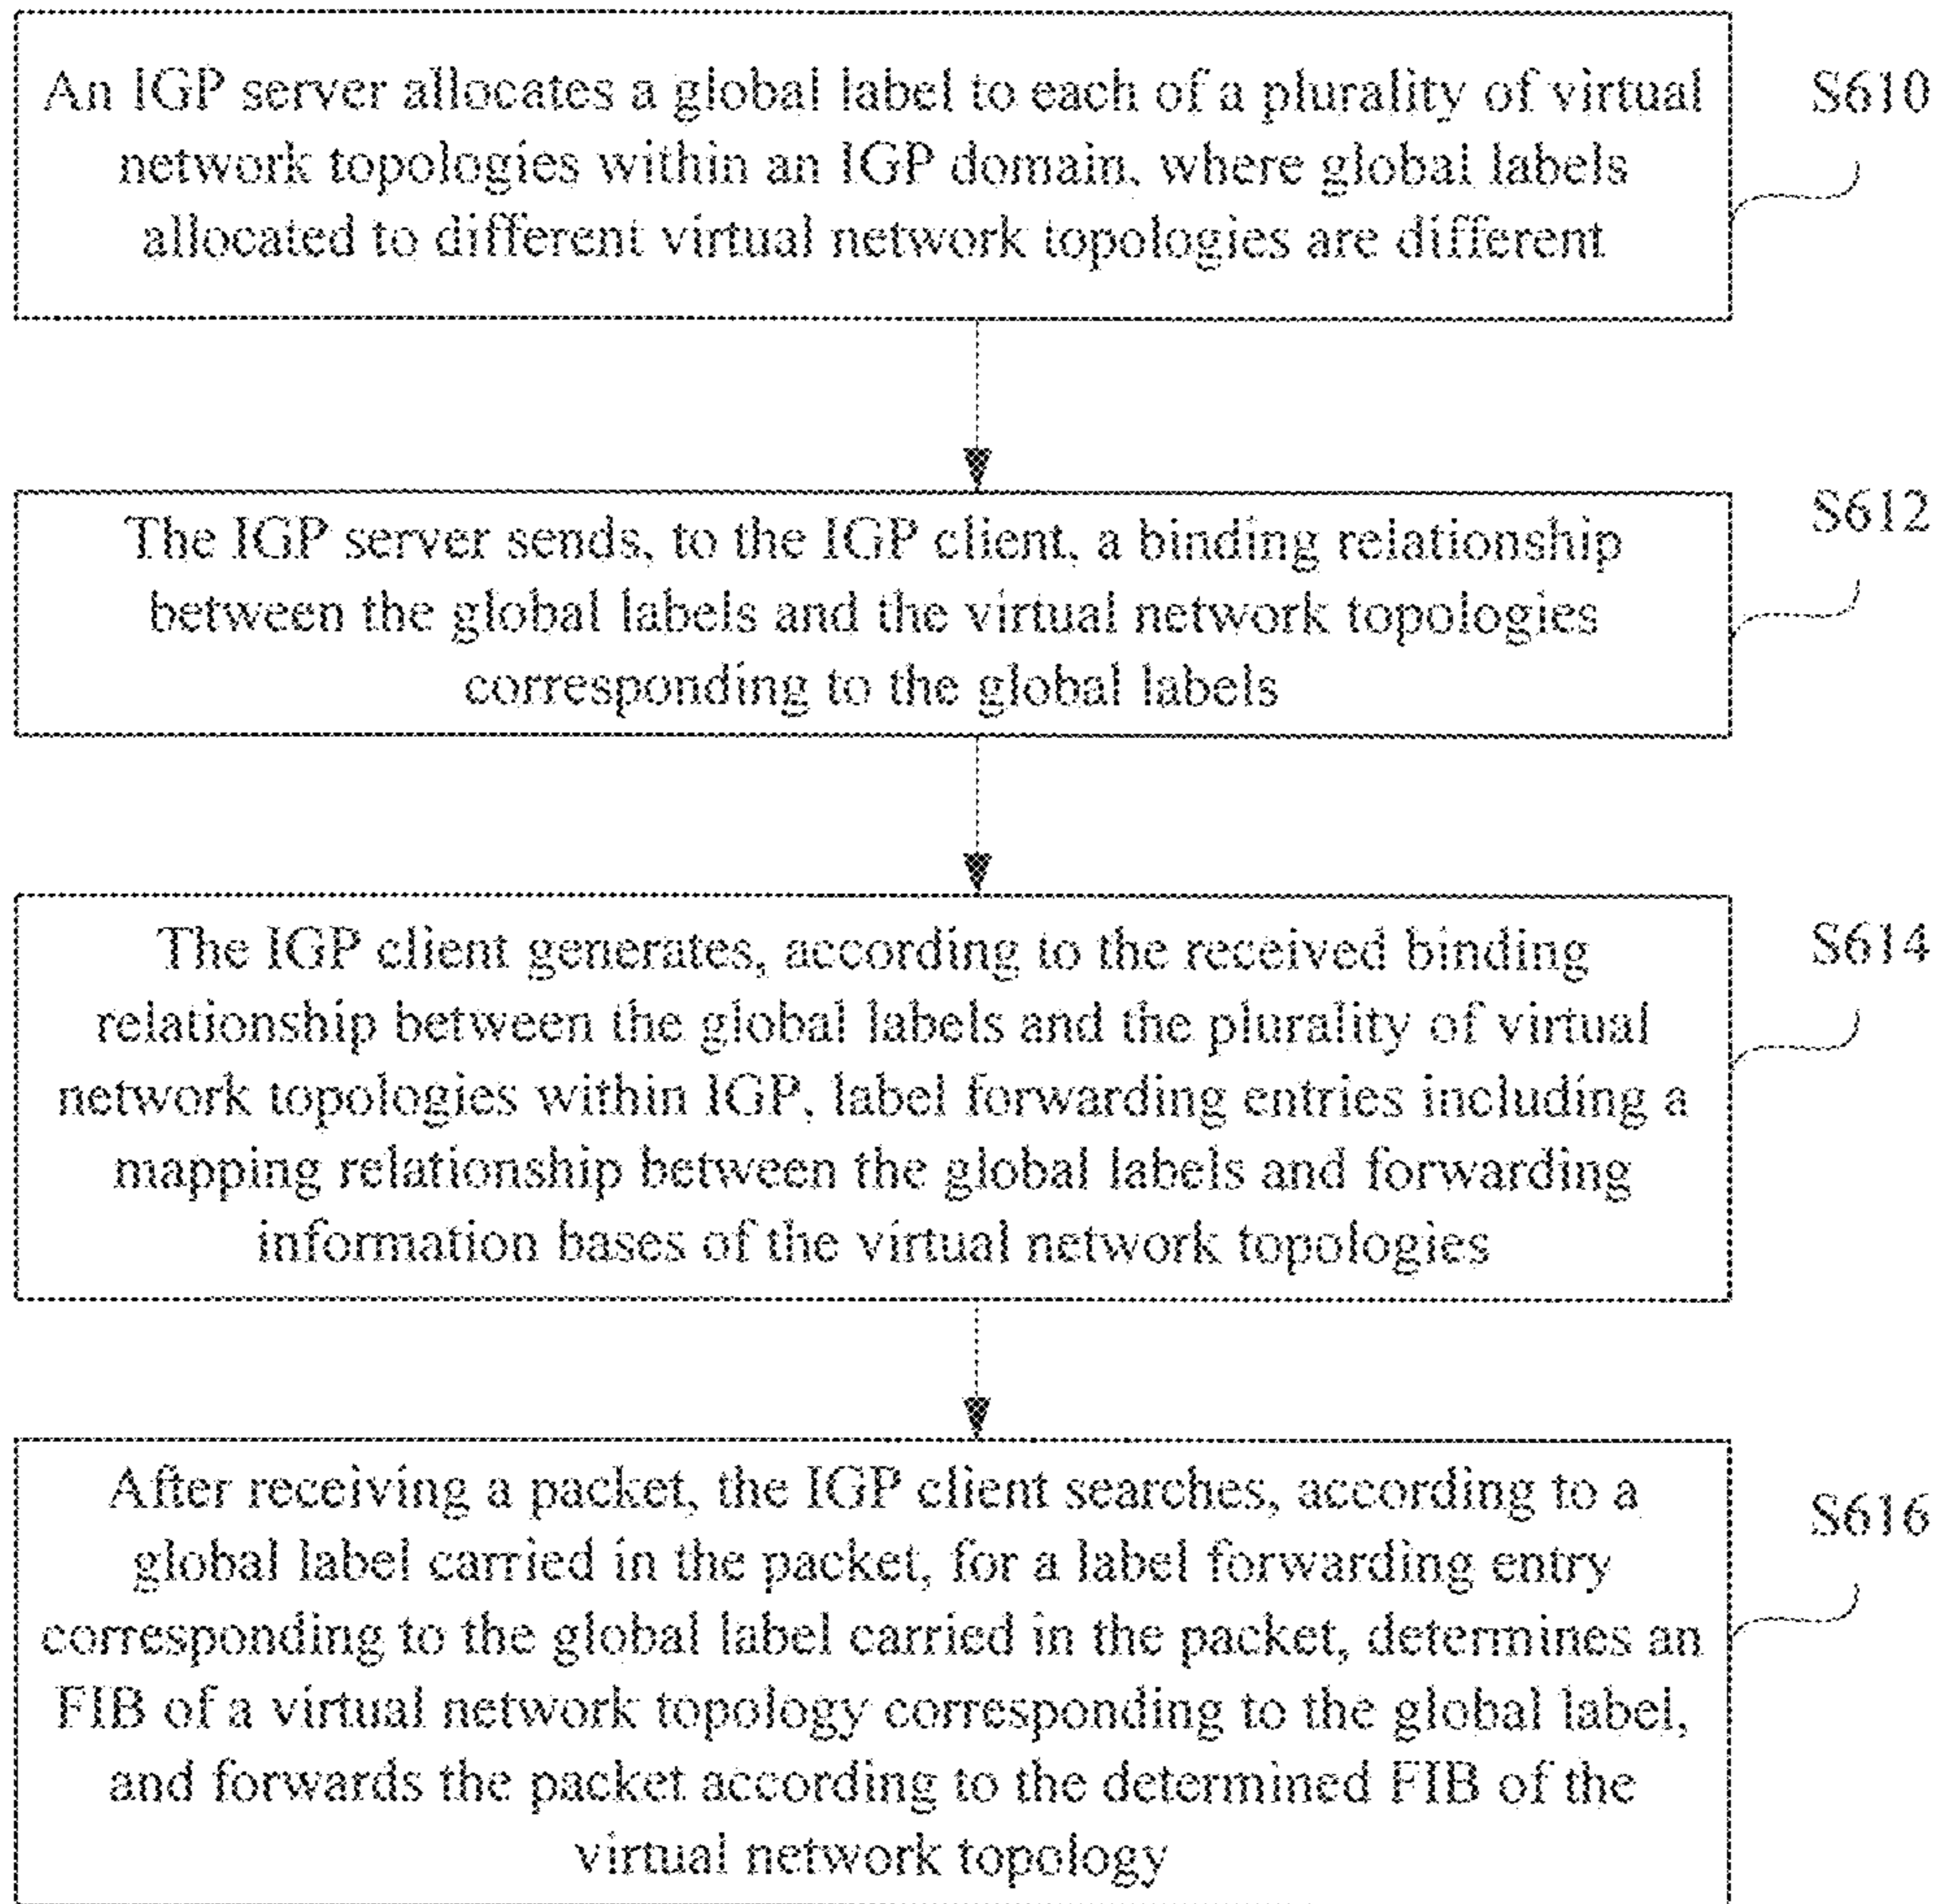 An IGP server allocates a global label to each of a plurality of virtual
network topologies within an IGP domain, where global labels
allocated to different virtual network topologies are different
S610
The IGP server sends, to the IGP client, a binding relationship
between the global labels and the virtual network topologies
corresponding to the global labels
S612
The IGP client generates, according to the received binding
relationship between the global labels and the plurality of virtual
network topologies within IGP, label forwarding entries including a
mapping relationship between the global labels and forwarding
information bases of the virtual network topologies
S614
After receiving a packet, the IGP client searches, according to a
global label carried in the packet, for a label forwarding entry
corresponding to the global label carried in the packet, determines an
FIB of a virtual network topology corresponding to the global label,
and forwards the packet according to the determined FIB of the
virtual network topology
S616